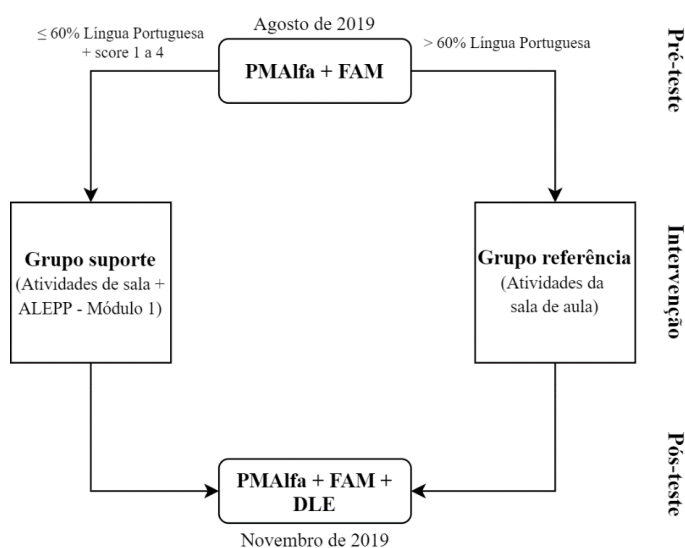 Agosto de 2019
≤ 60% Língua Portuguesa
+ score 1 a 4
PMAlfa + FAM
> 60% Língua Portuguesa
Pré-teste
Grupo suporte
(Atividades de sala +
ALEPP - Módulo 1)
Grupo referência
(Atividades da
sala de aula)
Intervenção
PMAlfa + FAM +
DLE
Novembro de 2019
Pós-teste